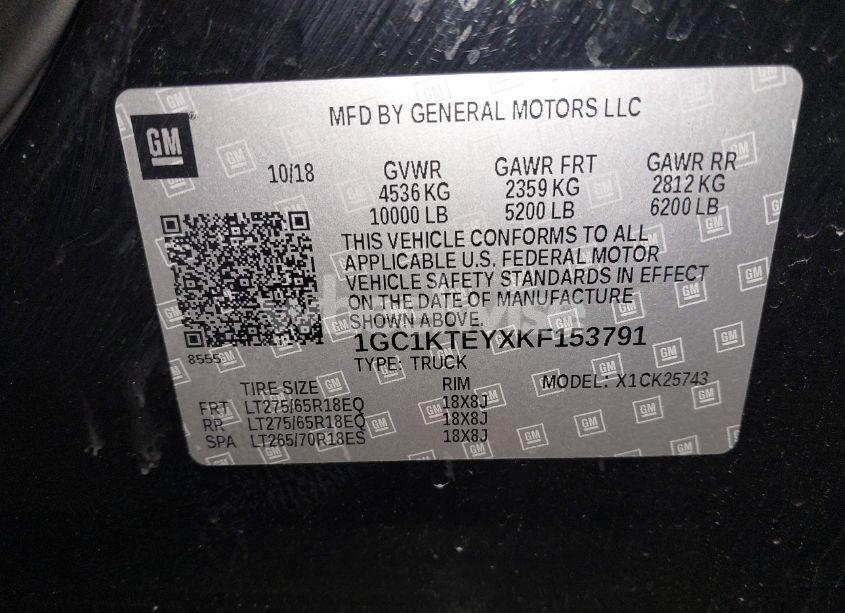 MFD BY GENERAL MOTORS LLC
GM
10/18 GVWR GAWR FRT GAWR RR
4536 KG 2359 KG 2812 KG
10000 LB 5200 LB 6200 LB
THIS VEHICLE CONFORMS TO ALL
APPLICABLE U.S. FEDERAL MOTOR
VEHICLE SAFETY STANDARDS IN EFFECT
ON THE DATE OF MANUFACTURE
SHOWN ABOVE.
8555
1GC1KTEYXKF153791
TYPE: TRUCK
MODEL: X1CK25743
TIRE SIZE RIM
FRT LT275/65R18EQ 18X8J
RR LT275/65R18EQ 18X8J
SPA LT265/70R18ES 18X8J